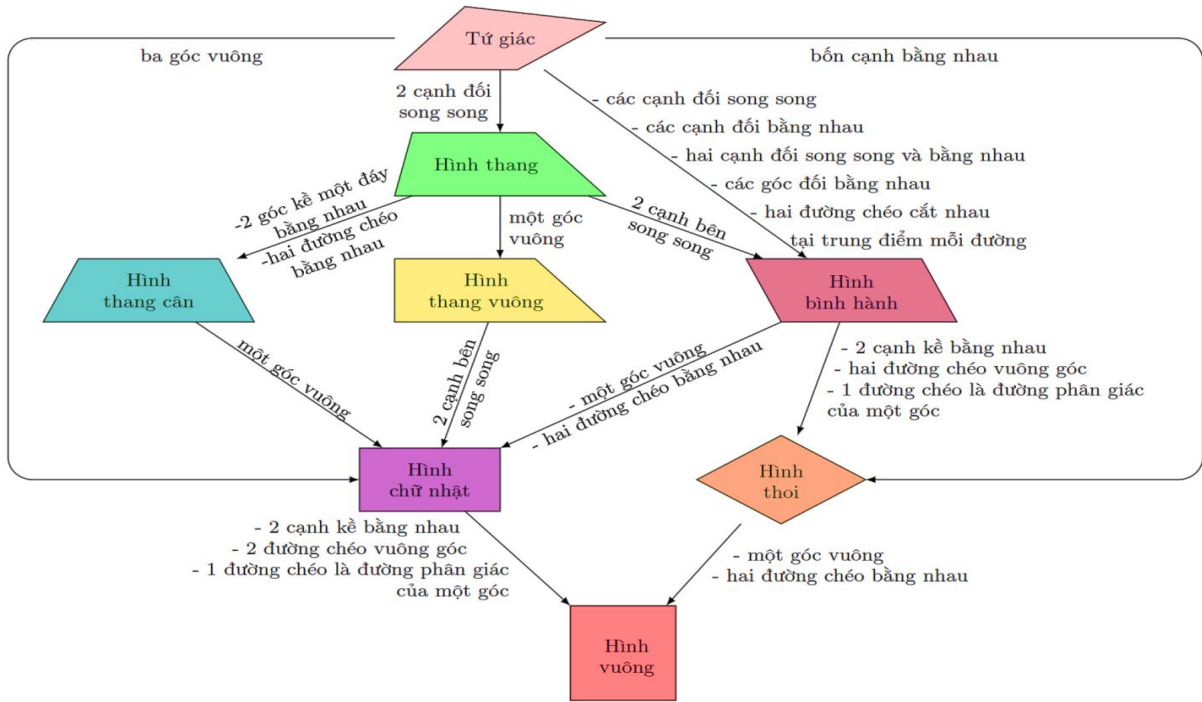 Tứ giác
ba góc vuông
bốn cạnh bằng nhau
2 cạnh đối
song song
- các cạnh đối song song
- các cạnh đối bằng nhau
- hai cạnh đối song song và bằng nhau
- các góc đối bằng nhau
- hai đường chéo cắt nhau
tại trung điểm mỗi đường
Hình thang
-2 góc kề một đáy
bằng nhau
-hai đường chéo
bằng nhau
một góc
vuông
2 cạnh bên
song song
Hình
thang cân
Hình
thang vuông
Hình
bình hành
một góc vuông
2 cạnh bên
song song
- một góc vuông
- hai đường chéo bằng nhau
- 2 cạnh kề bằng nhau
- hai đường chéo vuông góc
- 1 đường chéo là đường phân giác
của một góc
Hình
chữ nhật
Hình
thoi
- 2 cạnh kề bằng nhau
- 2 đường chéo vuông góc
- 1 đường chéo là đường phân giác
của một góc
- một góc vuông
- hai đường chéo bằng nhau
Hình
vuông